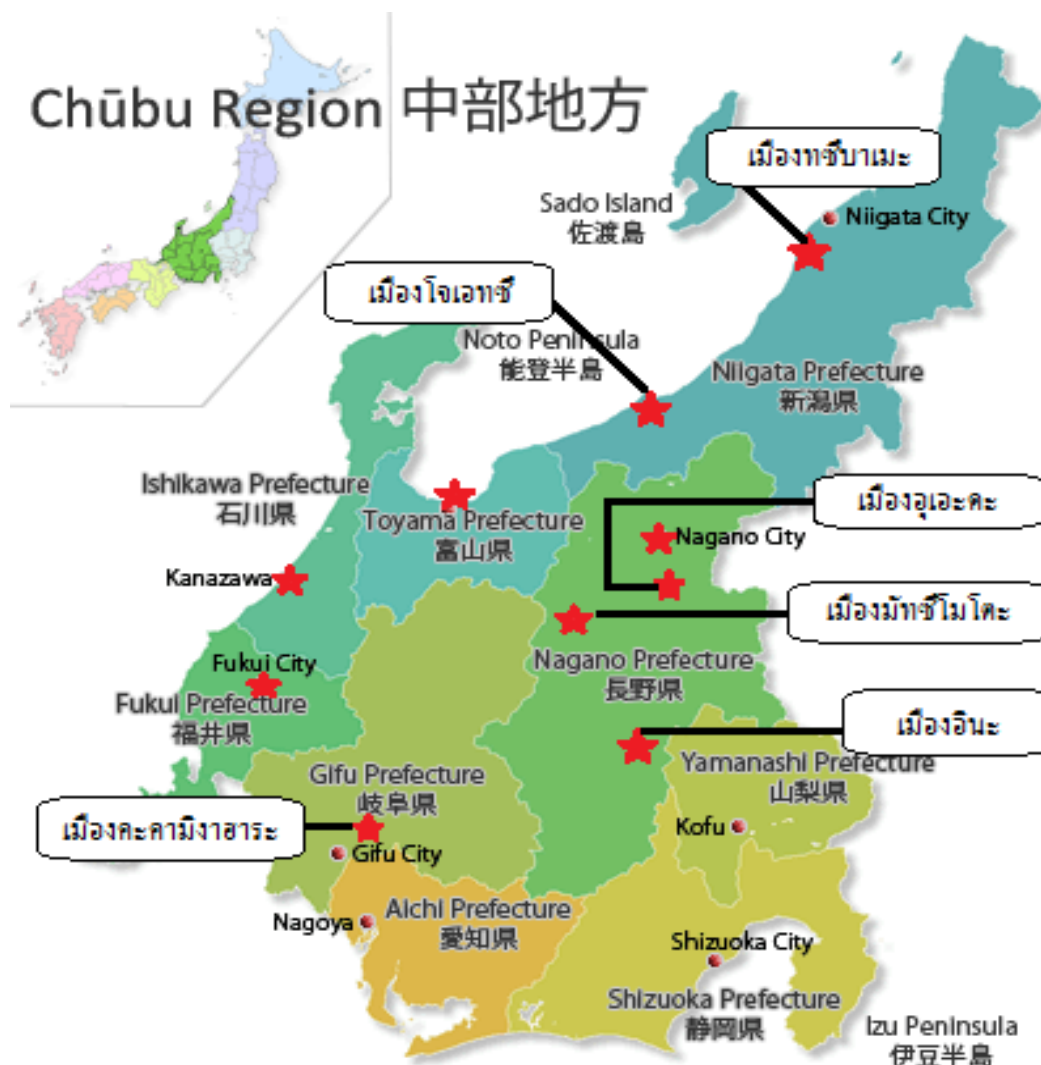 Chūbu Region 中部地方
เมืองทซึบาเมะ
Sado Island
佐渡島
Niigata City
เมืองโจเอทซึ
Noto Peninsula
能登半島
Niigata Prefecture
新潟県
Ishikawa Prefecture
石川県
เมืองอุเอะดะ
Toyama Prefecture
富山県
Nagano City
Kanazawa
เมืองมัทซึโมโตะ
Fukui City
Nagano Prefecture
長野県
Fukui Prefecture
福井県
เมืองอินะ
Yamanashi Prefecture
山梨県
Gifu Prefecture
岐阜県
เมืองคะคามิงาฮาระ
Kofu
Gifu City
Aichi Prefecture
愛知県
Nagoya
Shizuoka City
Shizuoka Prefecture
静岡県
Izu Peninsula
伊豆半島